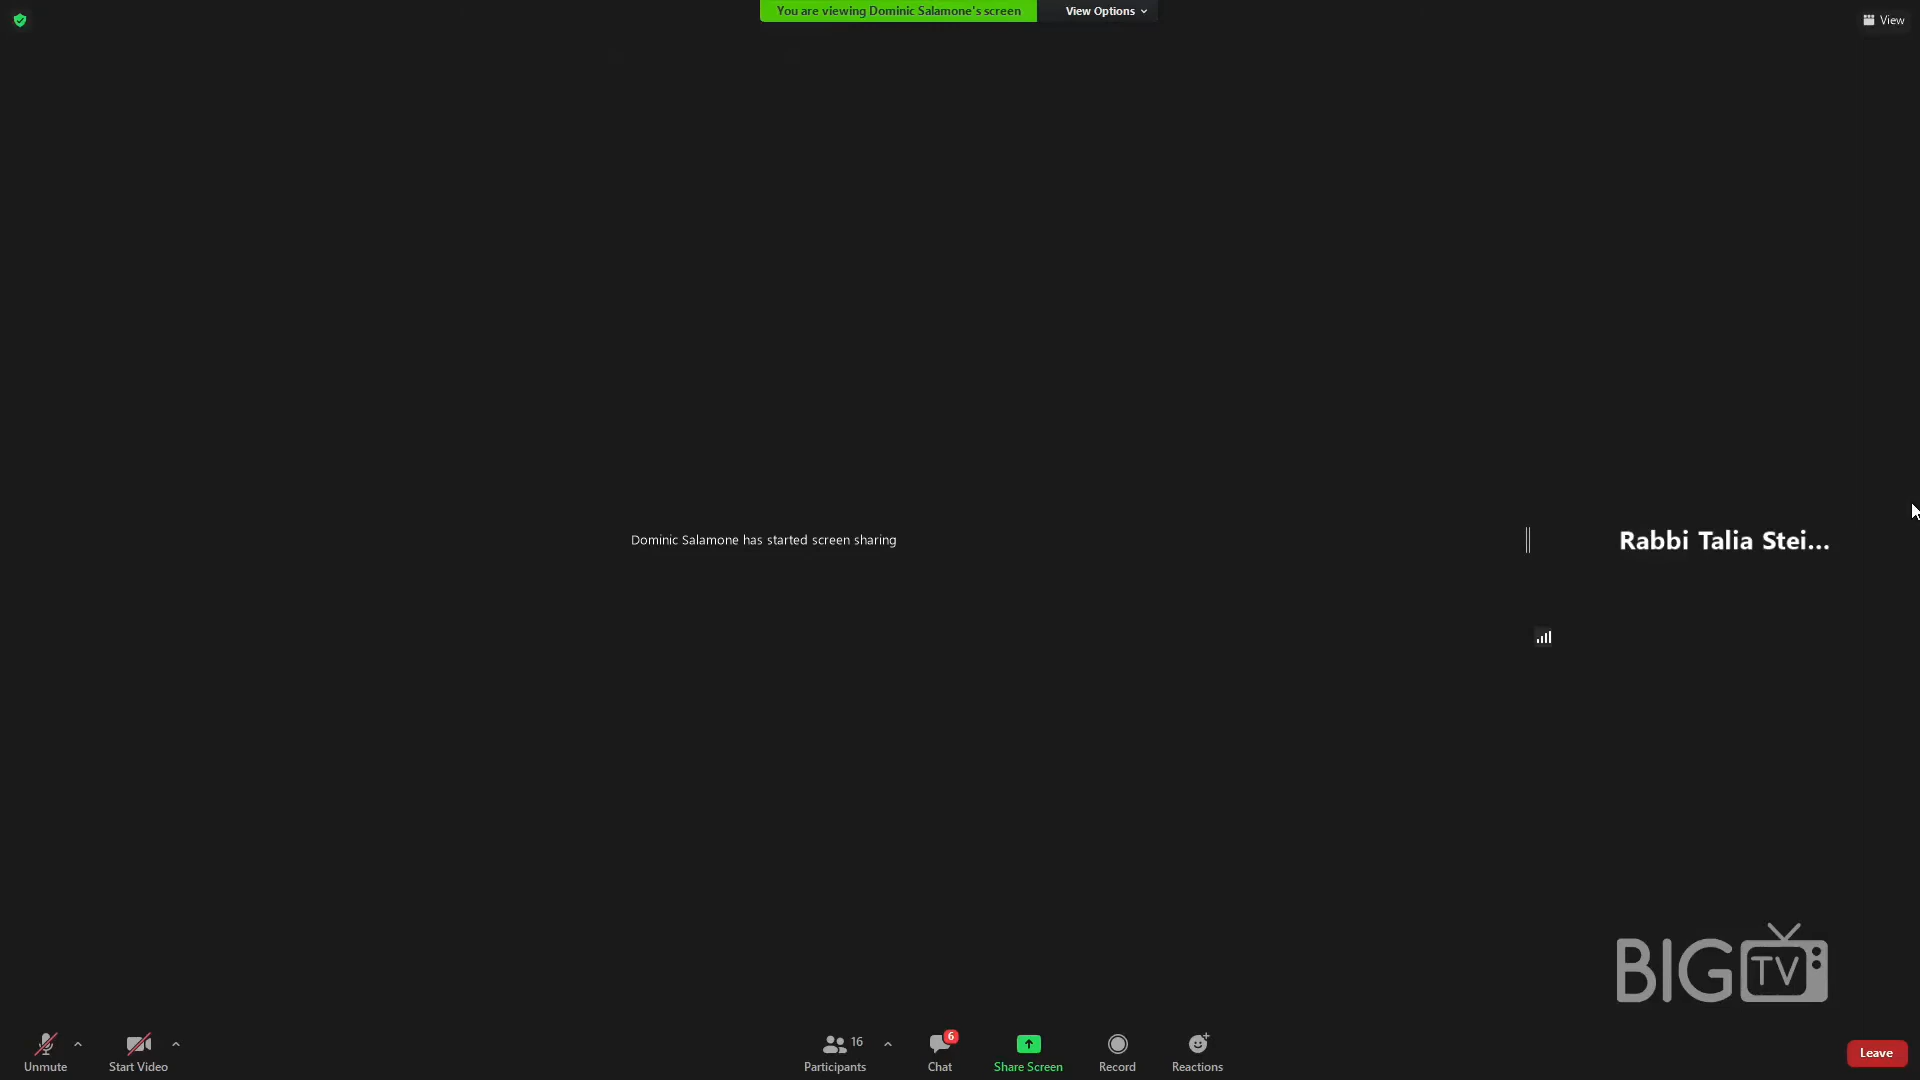 You are viewing Dominic Salamone's screen
View Options
View
Dominic Salamone has started screen sharing
Rabbi Talia Stei...
BIG TV
Unmute
Start Video
16
Participants
6
Chat
Share Screen
Record
Reactions
Leave